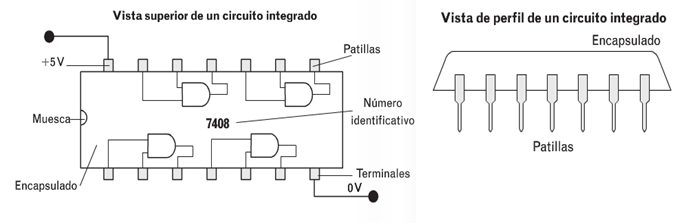 Vista superior de un circuito integrado
+5V
Patillas
Muesca
7408
Número
identificativo
Encapsulado
Terminales
0V
Vista de perfil de un circuito integrado
Encapsulado
Patillas